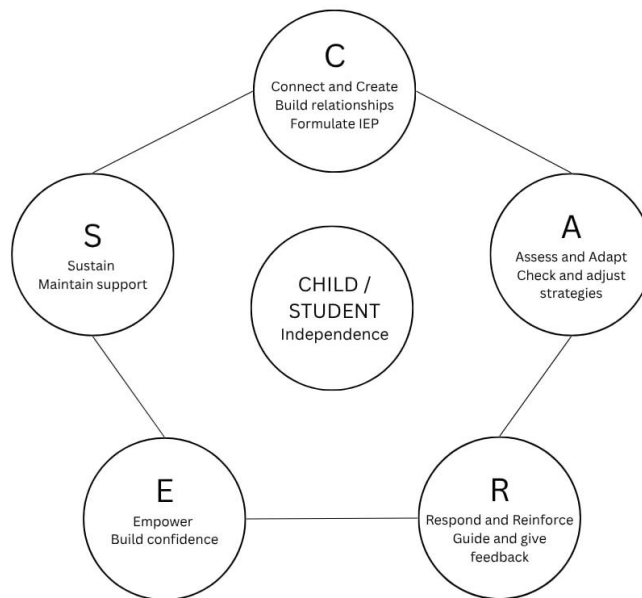 C
Connect and Create
Build relationships
Formulate IEP
A
Assess and Adapt
Check and adjust
strategies
R
Respond and Reinforce
Guide and give
feedback
E
Empower
Build confidence
S
Sustain
Maintain support
CHILD /
STUDENT
Independence